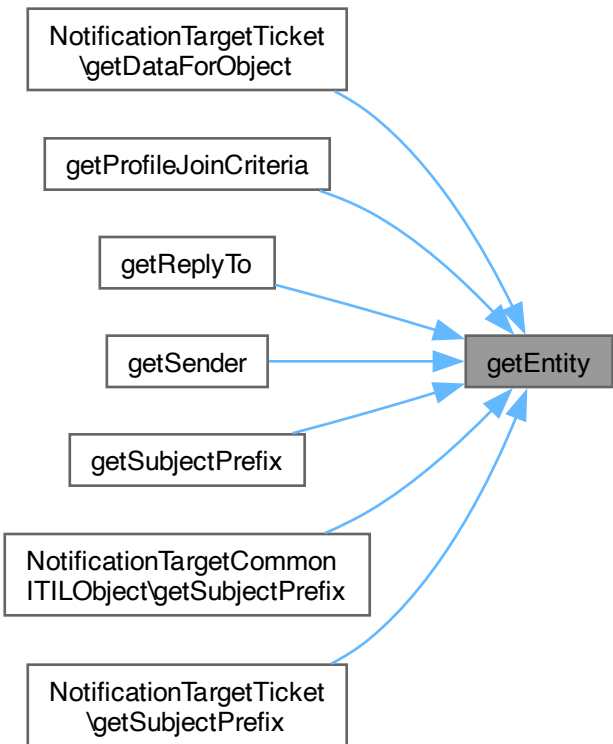 NotificationTargetTicket
\getDataForObject
getProfileJoinCriteria
getReplyTo
getSender
getEntity
getSubjectPrefix
NotificationTargetCommon
ITILObject\getSubjectPrefix
NotificationTargetTicket
\getSubjectPrefix